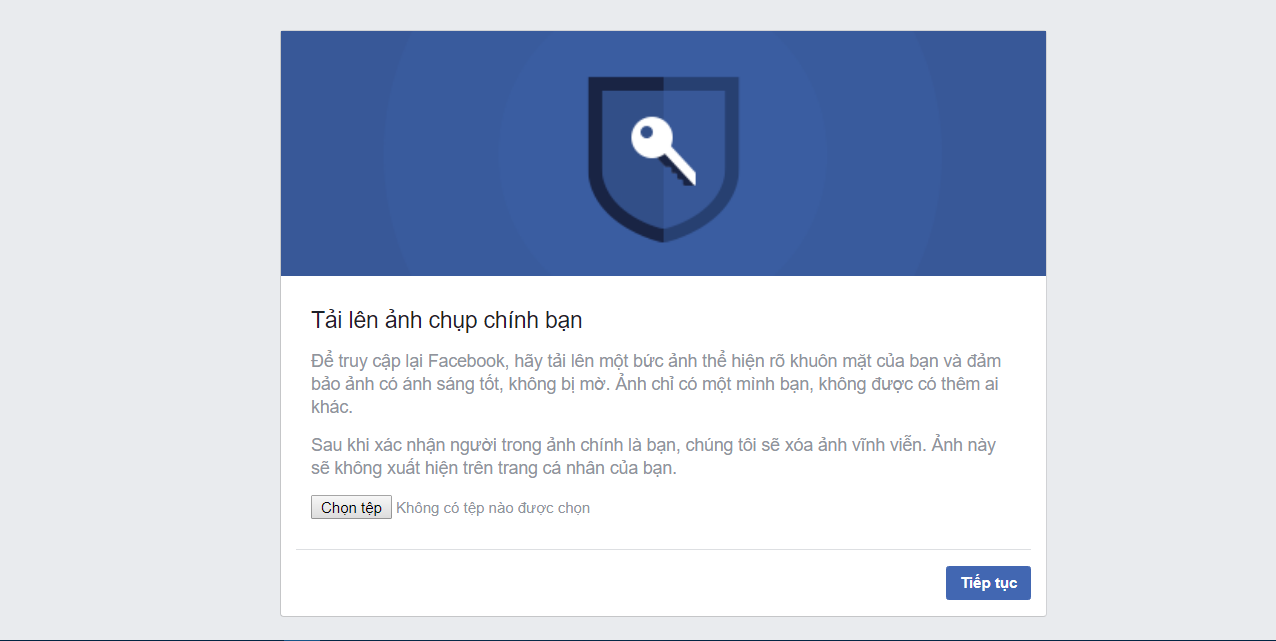 Tải lên ảnh chụp chính bạn
Để truy cập lại Facebook, hãy tải lên một bức ảnh thể hiện rõ khuôn mặt của bạn và đảm
bảo ảnh có ánh sáng tốt, không bị mờ. Ảnh chỉ có một mình bạn, không được có thêm ai
khác.
Sau khi xác nhận người trong ảnh chính là bạn, chúng tôi sẽ xóa ảnh vĩnh viễn. Ảnh này
sẽ không xuất hiện trên trang cá nhân của bạn.
Chọn tệp Không có tệp nào được chọn
Tiếp tục